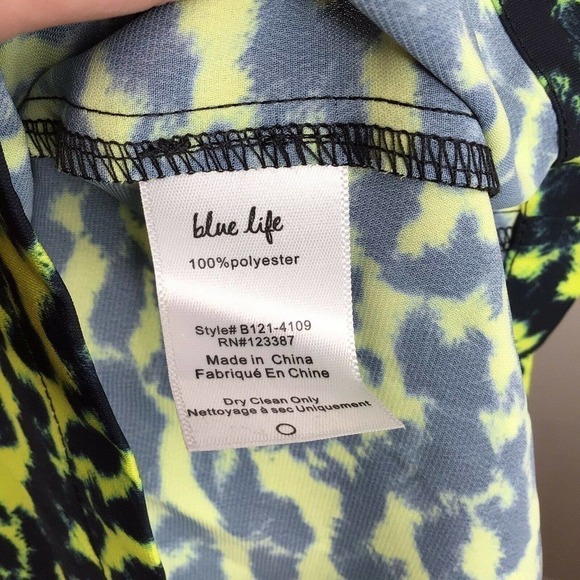 blue life
100%polyester
Style# B121-4109
RN#123387
Made in China
Fabriqué En Chine
Dry Clean Only
Nettoyage à sec Uniquement